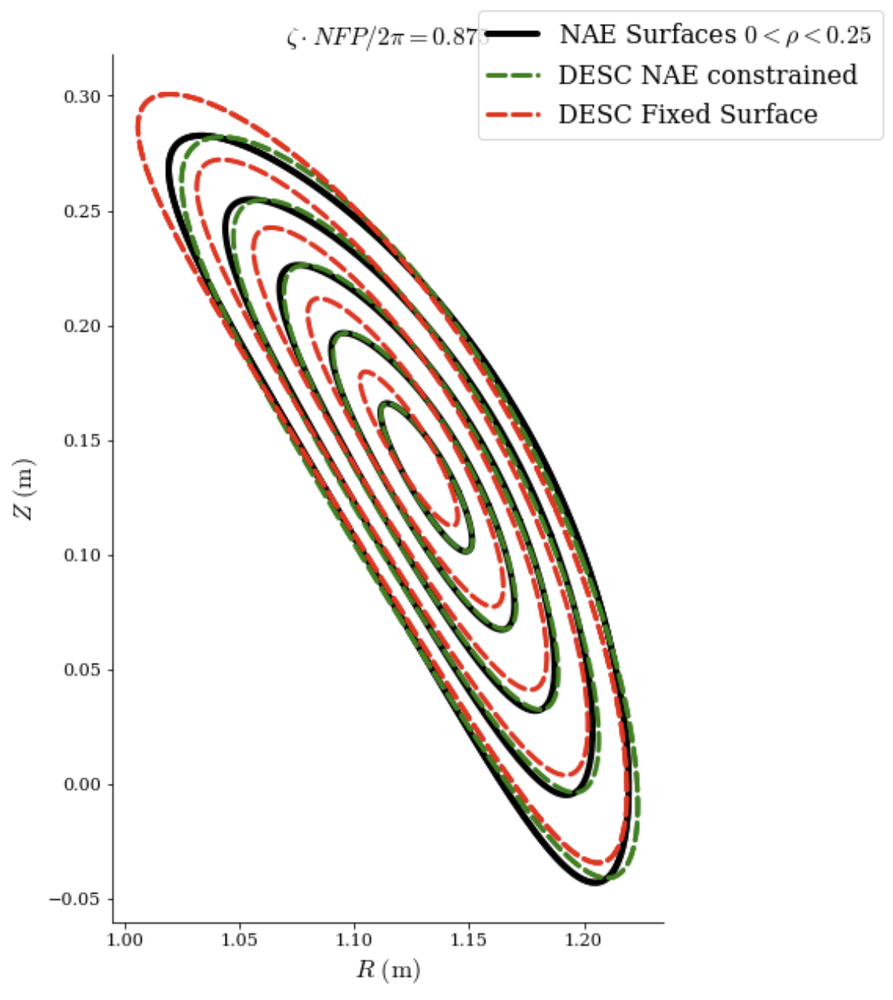 ζ · NFP/2π = 0.875
NAE Surfaces 0 < ρ < 0.25
DESC NAE constrained
DESC Fixed Surface
0.30
0.25
0.20
0.15
0.10
0.05
0.00
−0.05
Z (m)
1.00 1.05 1.10 1.15 1.20
R (m)